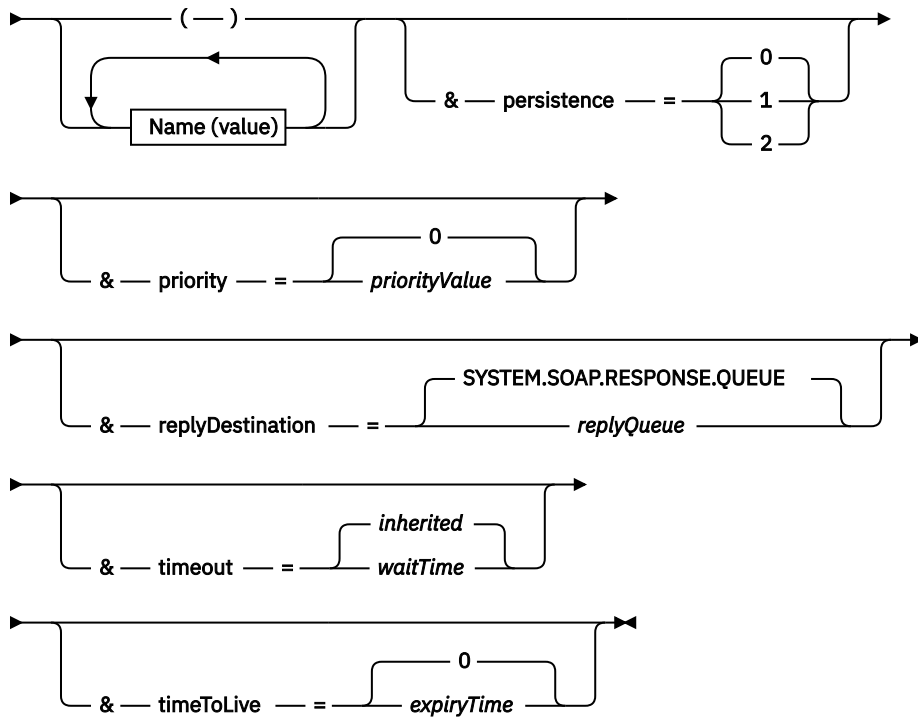 ( )
Name (value)
0
& persistence = 1
2
0
& priority = priorityValue
SYSTEM.SOAP.RESPONSE.QUEUE
& replyDestination = replyQueue
inherited
& timeout = waitTime
0
& timeToLive = expiryTime